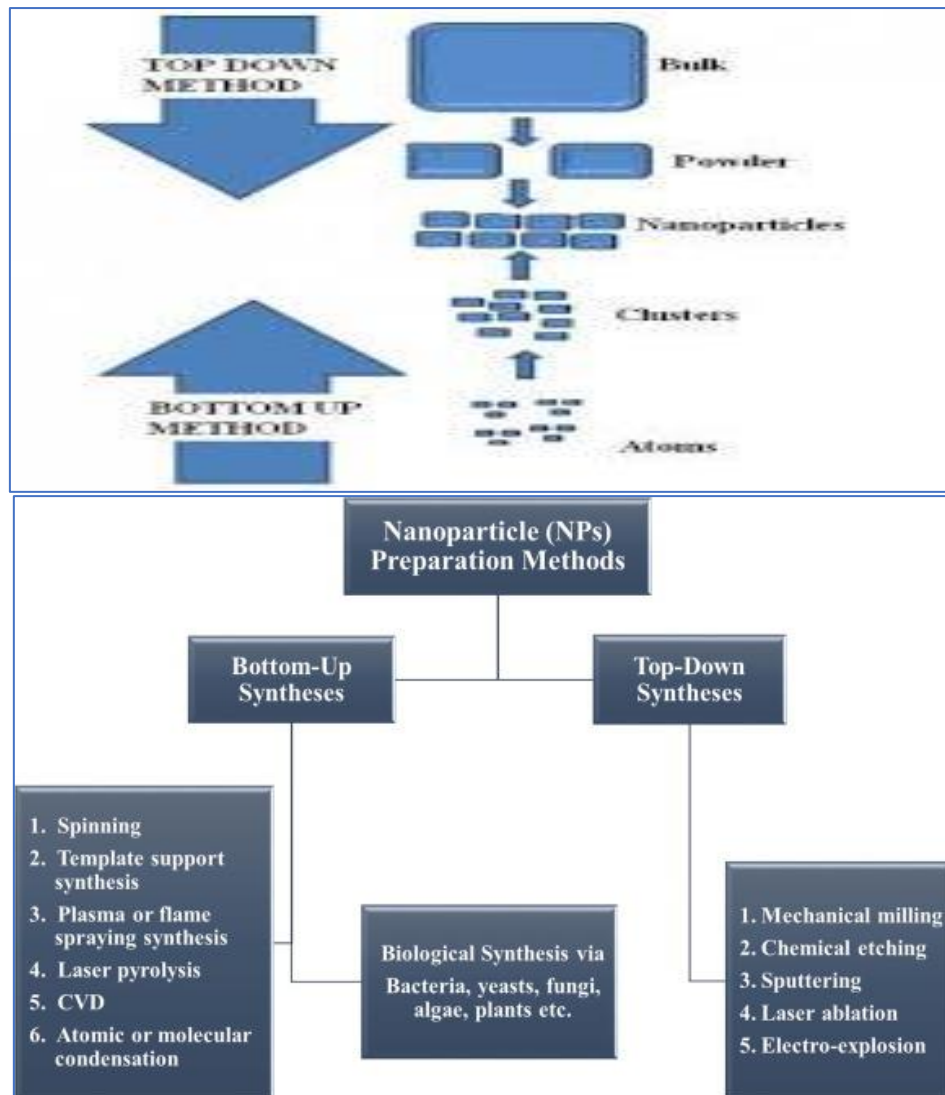 TOP DOWN
METHOD
Bulk
Powder
Nanoparticles
Clusters
BOTTOM UP
METHOD
Atoms
Nanoparticle (NPs)
Preparation Methods
Bottom-Up
Syntheses
Top-Down
Syntheses
1. Spinning
2. Template support
synthesis
3. Plasma or flame
spraying synthesis
4. Laser pyrolysis
5. CVD
6. Atomic or molecular
condensation
Biological Synthesis via
Bacteria, yeasts, fungi,
algae, plants etc.
1. Mechanical milling
2. Chemical etching
3. Sputtering
4. Laser ablation
5. Electro-explosion